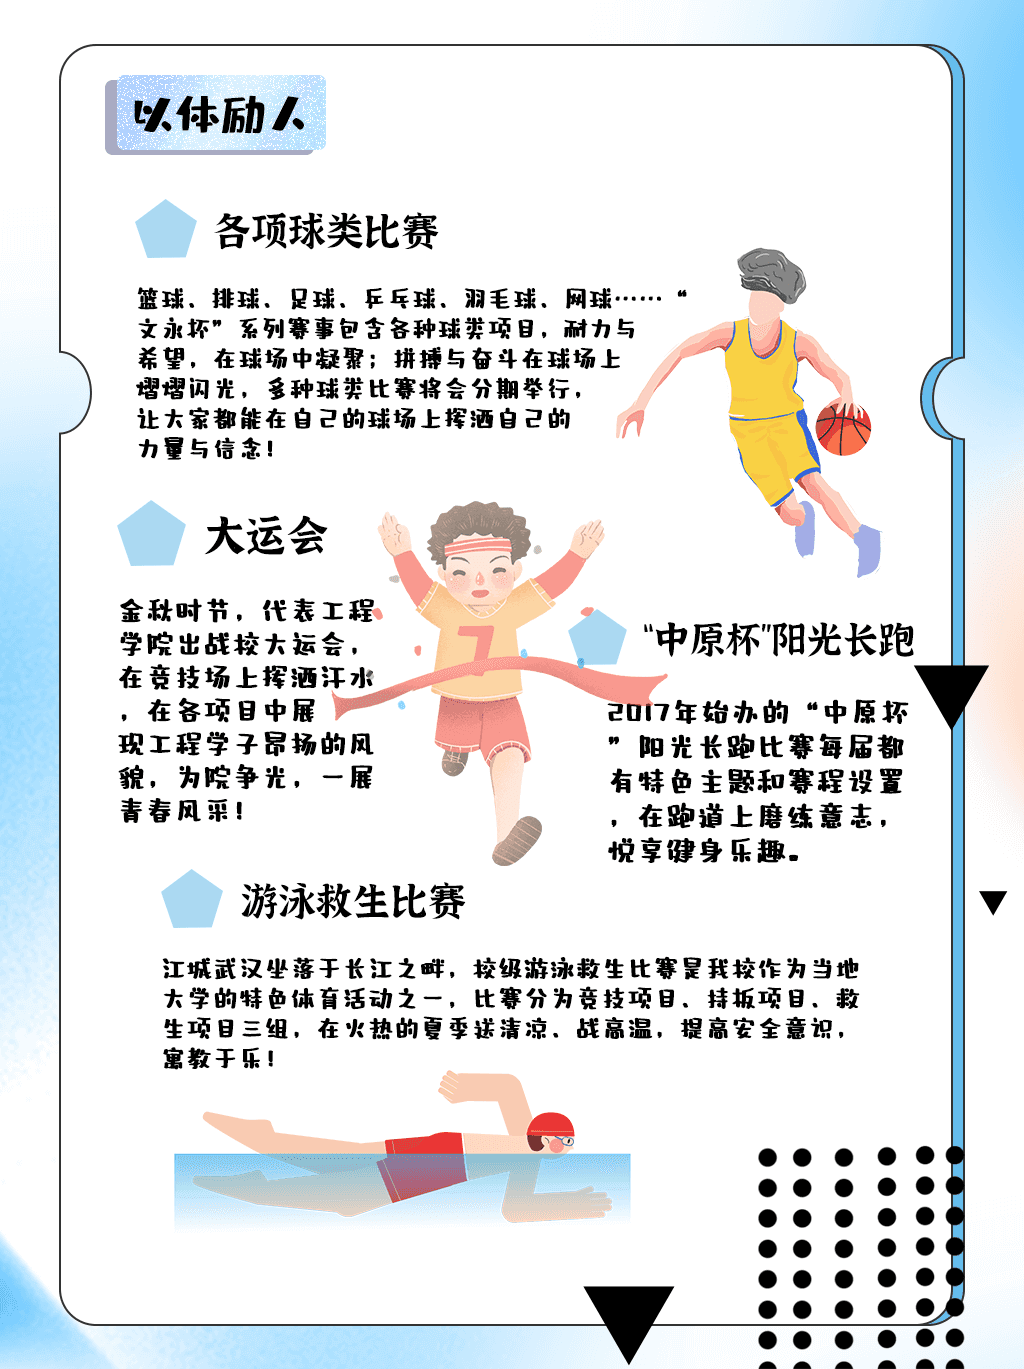 以体励人
各项球类比赛
篮球、排球、足球、乒乓球、羽毛球、网球……“
文永坏”系列赛事包含各种球类项目，耐力与
希望，在球场中凝聚；拼搏与奋斗在球场上
熠熠闪光，多种球类比赛将会分期举行，
让大家都能在自己的球场上挥洒自己的
力量与信念！
大运会
金秋时节，代表工程
学院出战校大运会，
在竞技场上挥洒汗水
，在各项目中展
现工程学子昂扬的风
貌，为院争光，一展
青春风采！
“中原杯”阳光长跑
2017年始办的“中原坏
”阳光长跑比赛每届都
有特色主题和赛程设置
，在跑道上磨练意志，
悦享健身乐趣。
游泳救生比赛
江城武汉坐落于长江之畔，校级游泳救生比赛是我校作为当地
大学的特色体育活动之一，比赛分为竞技项目、持板项目、救
生项目三组，在火热的夏季送清凉、战高温，提高安全意识，
寓教于乐！
7